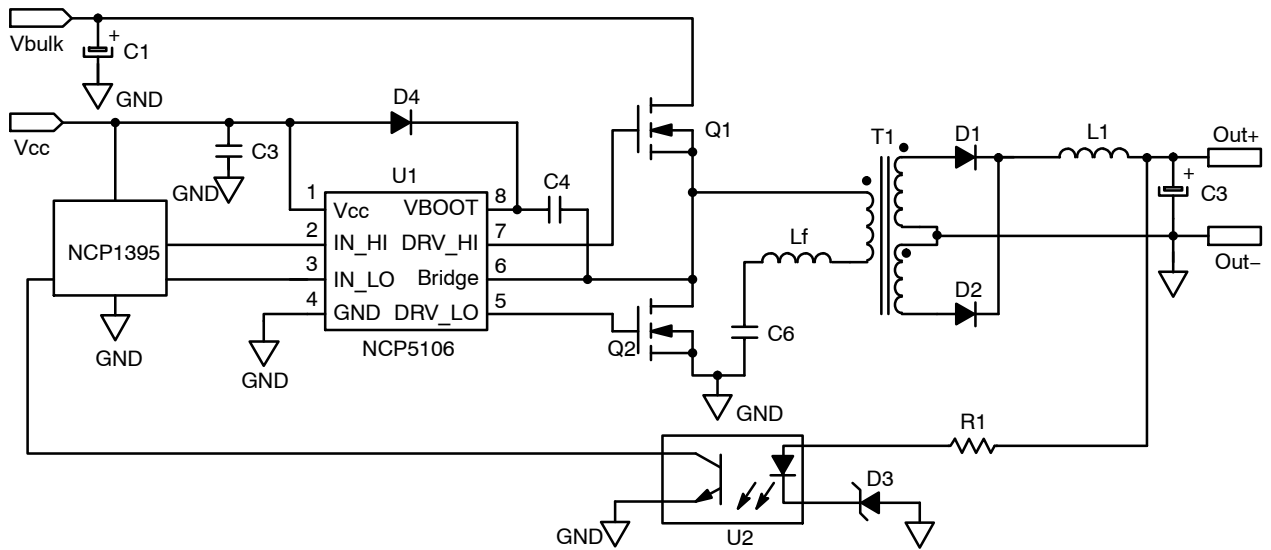 Vbulk
+
C1
GND
Vcc
D4
C3
GND
U1
C4
Q1
T1
D1
L1
Out+
+
C3
Out−
NCP1395
GND
1
2
3
4
Vcc
IN_HI
IN_LO
GND
VBOOT
DRV_HI
Bridge
DRV_LO
8
7
6
5
NCP5106
GND
Lf
D2
Q2
C6
GND
R1
D3
GND
U2